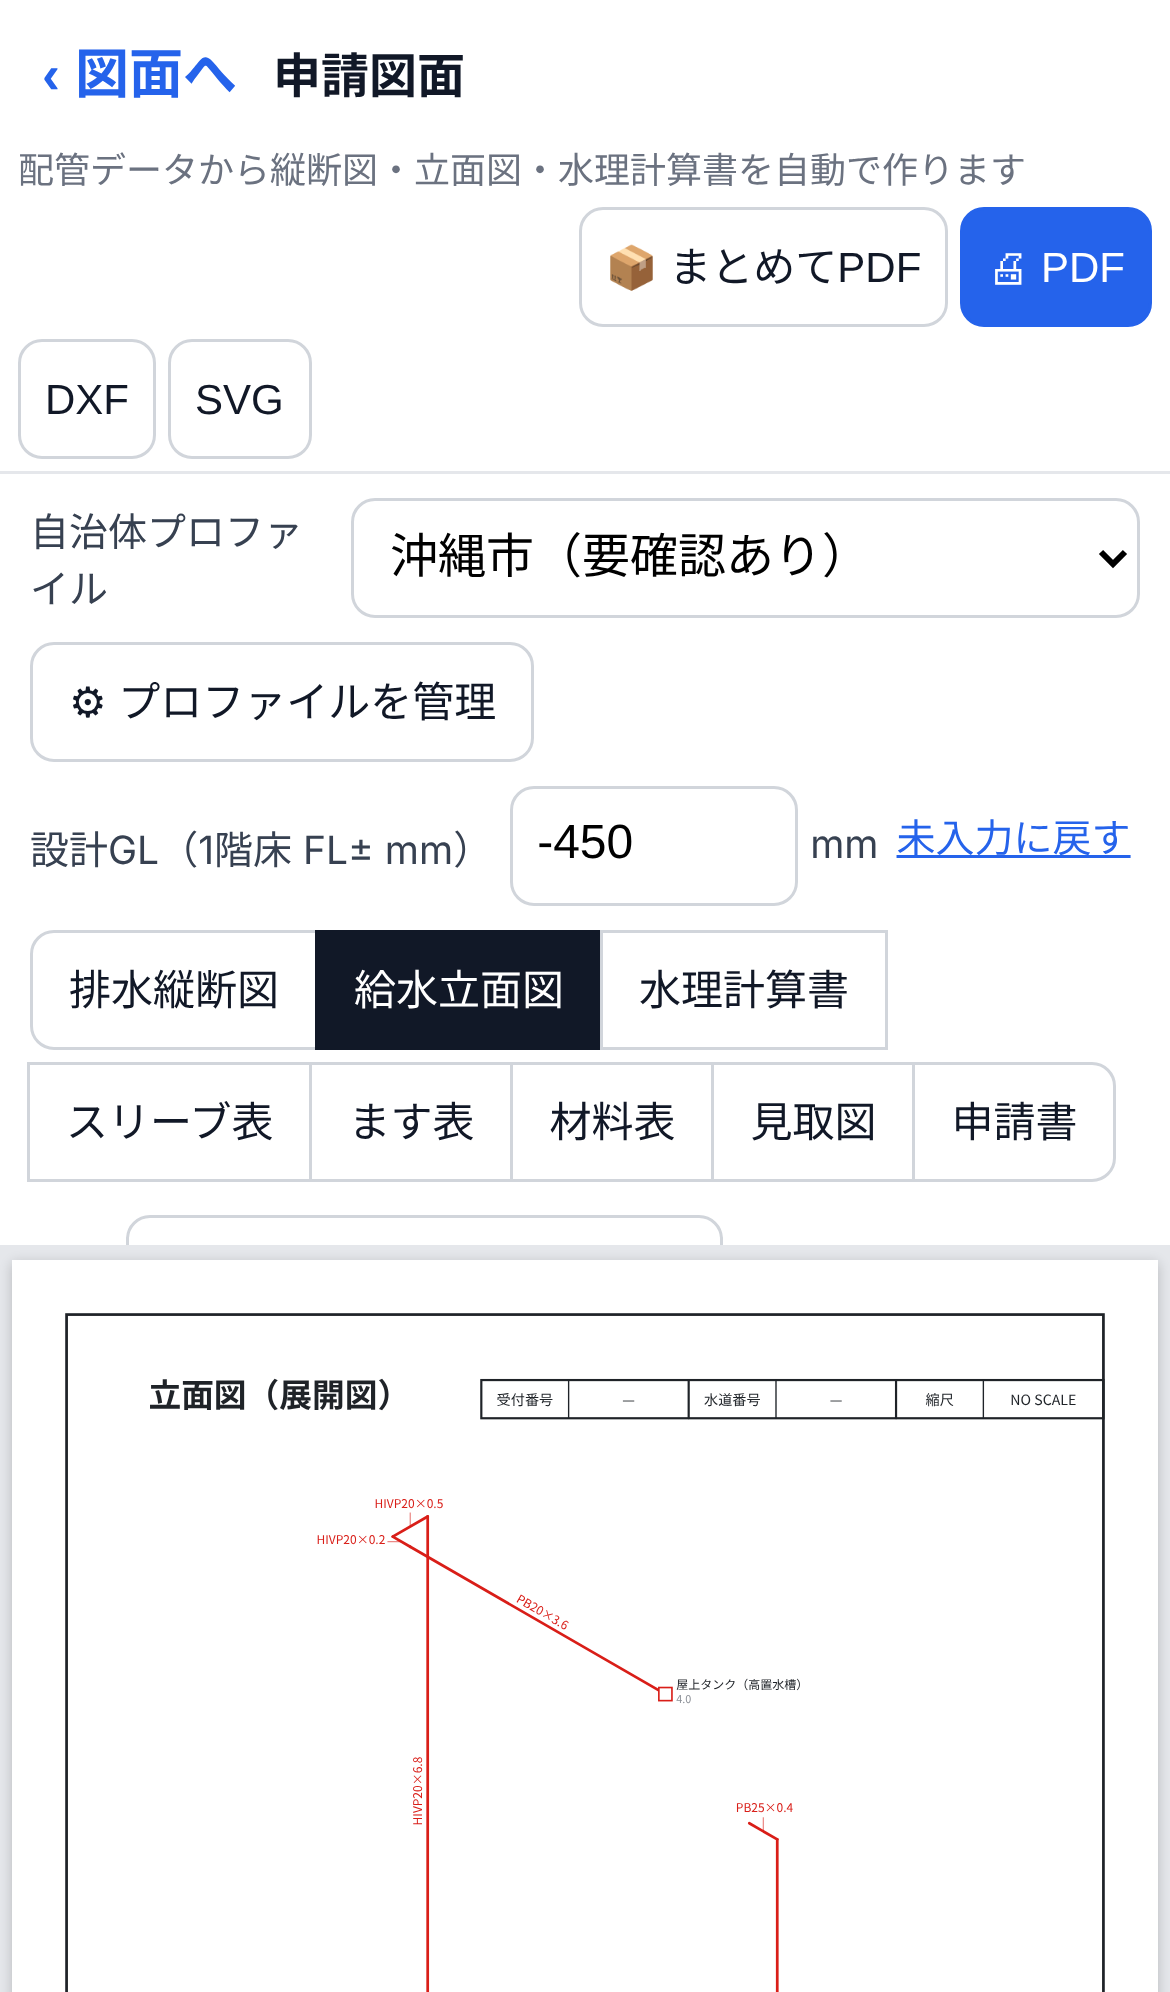 ‹ 図面へ 申請図面
配管データから縦断図・立面図・水理計算書を自動で作ります
📦 まとめてPDF 🖨 PDF
DXF SVG
自治体プロファ
イル
沖縄市（要確認あり）
⚙ プロファイルを管理
設計GL（1階床 FL± mm） -450 mm 未入力に戻す
排水縦断図 給水立面図 水理計算書
スリーブ表 ます表 材料表 見取図 申請書
立面図（展開図）
受付番号 — 水道番号 — 縮尺 NO SCALE
HIVP20×0.5
HIVP20×0.2
PB20×3.6
屋上タンク（高置水槽）
4.0
HIVP20×6.8
PB25×0.4